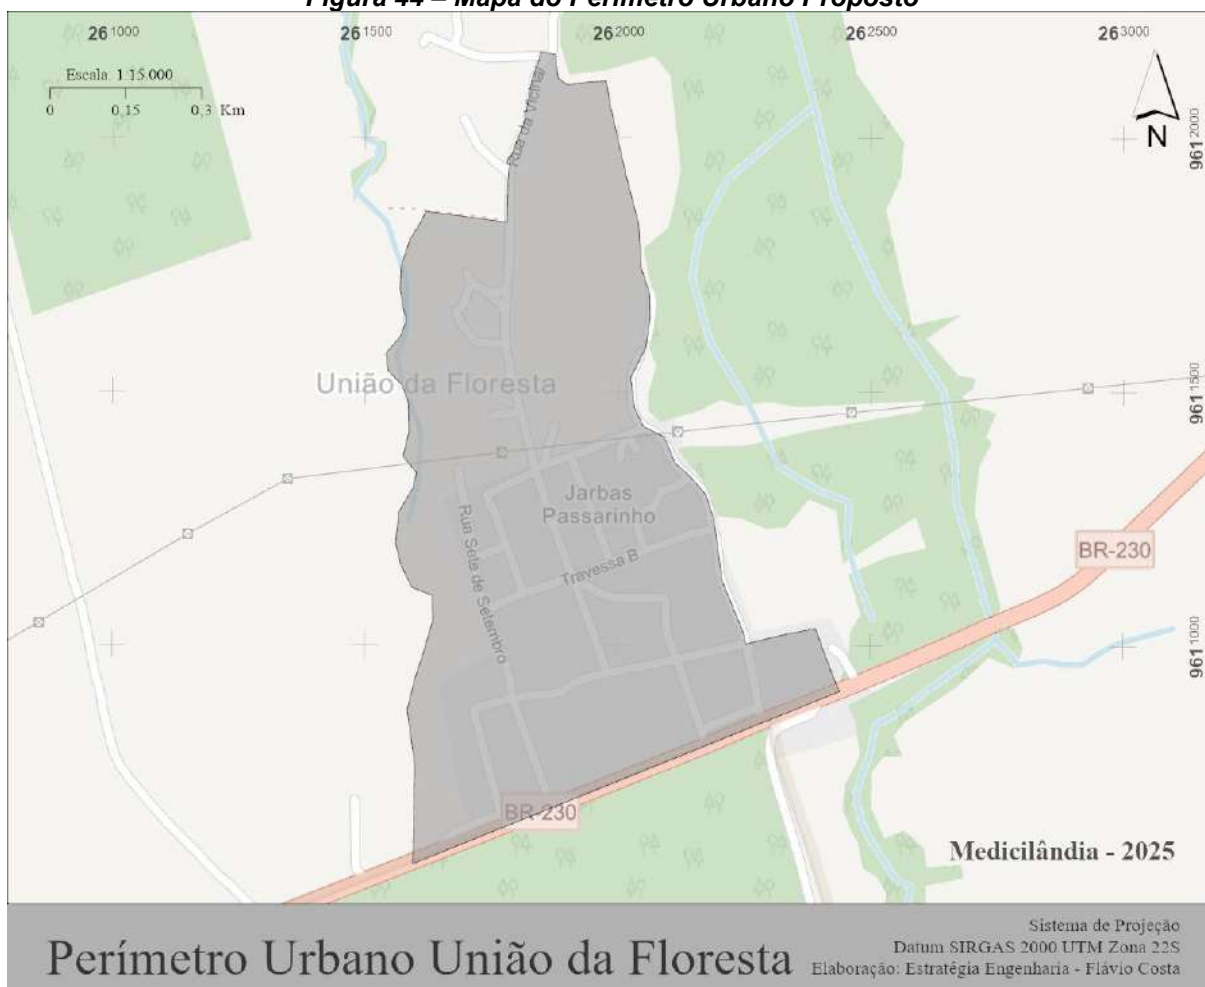 Figura 44 – Mapa do Perímetro Urbano Proposto
26¹⁰⁰⁰ 26¹⁵⁰⁰ 26²⁰⁰⁰ 26²⁵⁰⁰ 26³⁰⁰⁰
Escala 1:15.000
0 0,15 0,3 Km
N
961²⁰⁰⁰
Rua da Vicinal
União da Floresta
961¹⁵⁰⁰
Jarbas
Passarinho
Rua Sete de Setembro
Travessa B
BR-230
961¹⁰⁰⁰
BR-230
Medicilândia - 2025
Perímetro Urbano União da Floresta
Sistema de Projeção
Datum SIRGAS 2000 UTM Zona 22S
Elaboração: Estratégia Engenharia - Flávio Costa